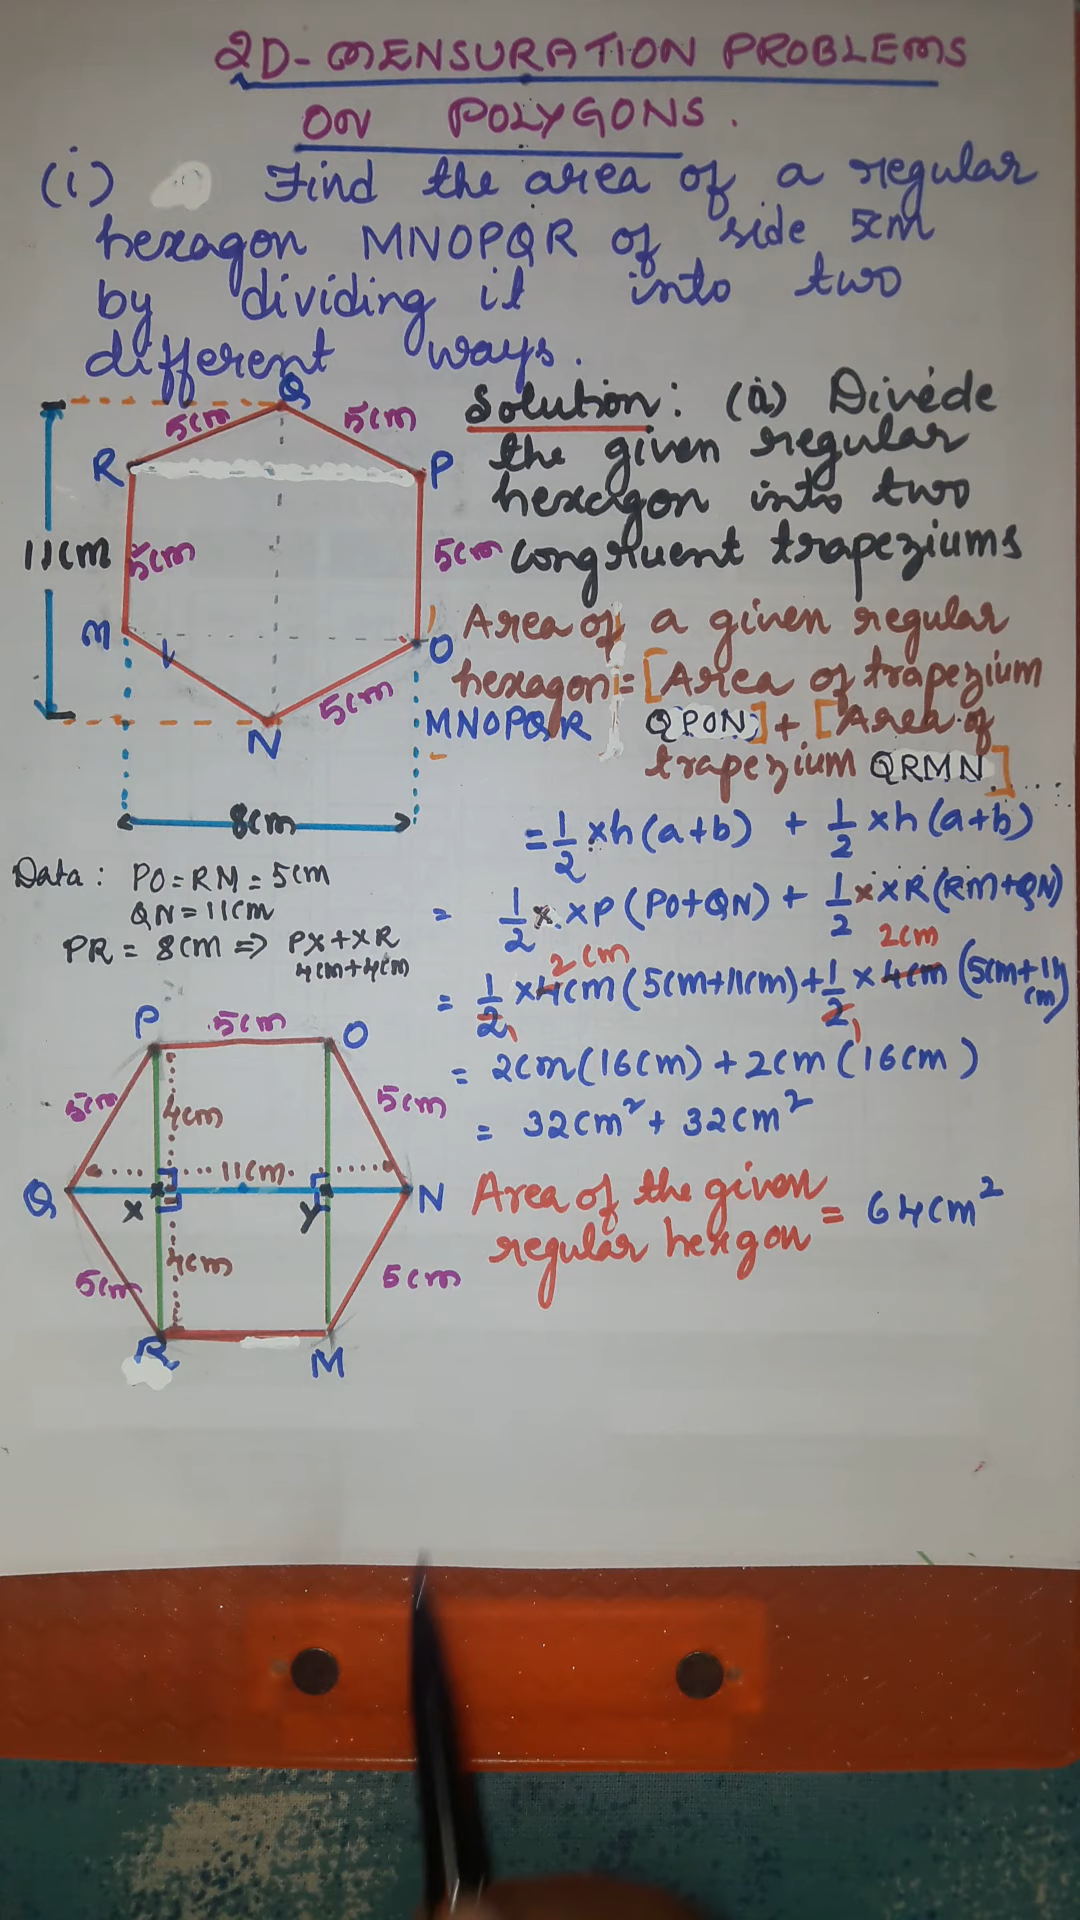 2D-MENSURATION PROBLEMS
ON POLYGONS.
(i) Find the area of a regular
hexagon MNOPQR of side 5cm
by dividing it into two
different ways.
Q
5cm 5cm
R P
11cm 5cm 5cm
M O
5cm
N
8cm
Solution: (a) Divide
the given regular
hexagon into two
congruent trapeziums
Area of a given regular
hexagon = [Area of trapezium
MNOPQR QPON] + [Area of
trapezium QRMN]
= 1/2 × h (a+b) + 1/2 × h (a+b)
Data: PO = RM = 5cm
QN = 11cm
PR = 8cm ⇒ PX + XR
4cm + 4cm
= 1/2 × XP (PO+QN) + 1/2 × XR (RM+QN)
2cm 2cm
= 1/2 × 4cm (5cm+11cm) + 1/2 × 4cm (5cm+11
cm)
1 1
= 2cm (16cm) + 2cm (16cm)
= 32cm² + 32cm²
Area of the given
regular hexgon = 64cm²
P 5cm O
5cm 4cm 5cm
11cm
Q X Y N
5cm 4cm 5cm
R M